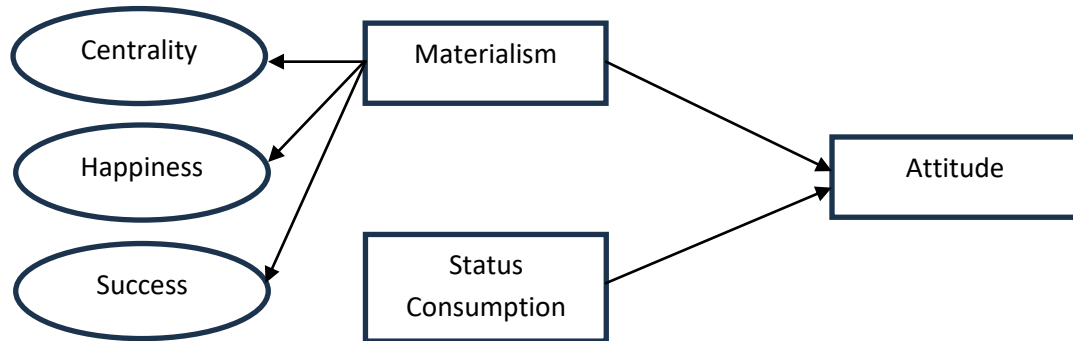 Centrality
Materialism
Happiness
Attitude
Success
Status
Consumption